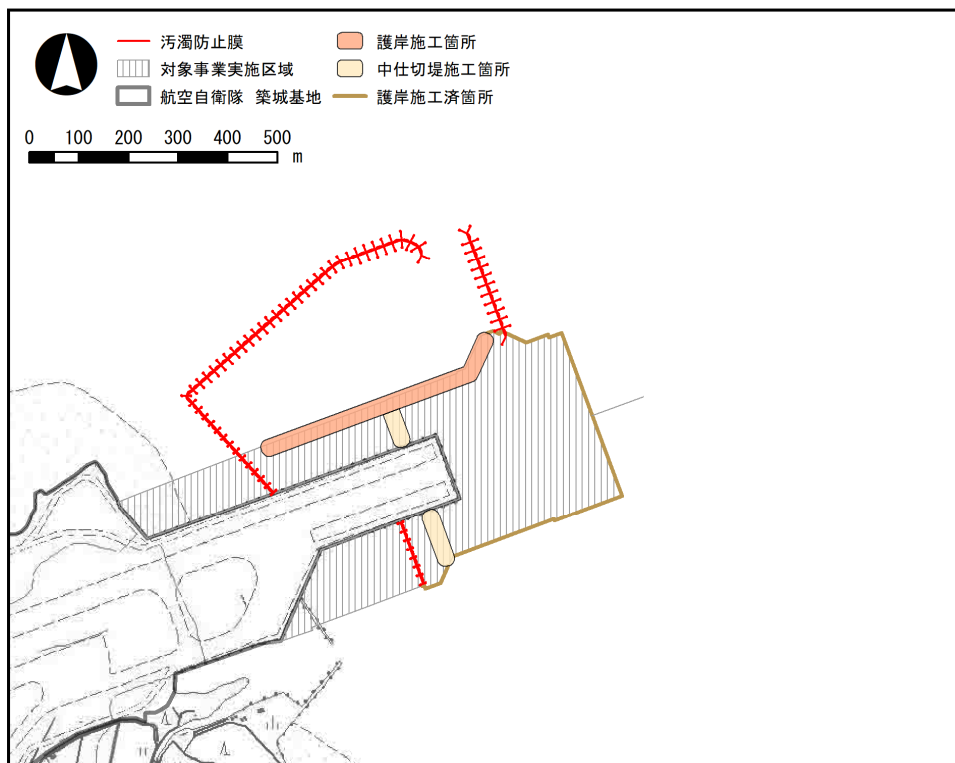 汚濁防止膜
護岸施工箇所
対象事業実施区域
中仕切堤施工箇所
航空自衛隊 築城基地
護岸施工済箇所
0 100 200 300 400 500
m